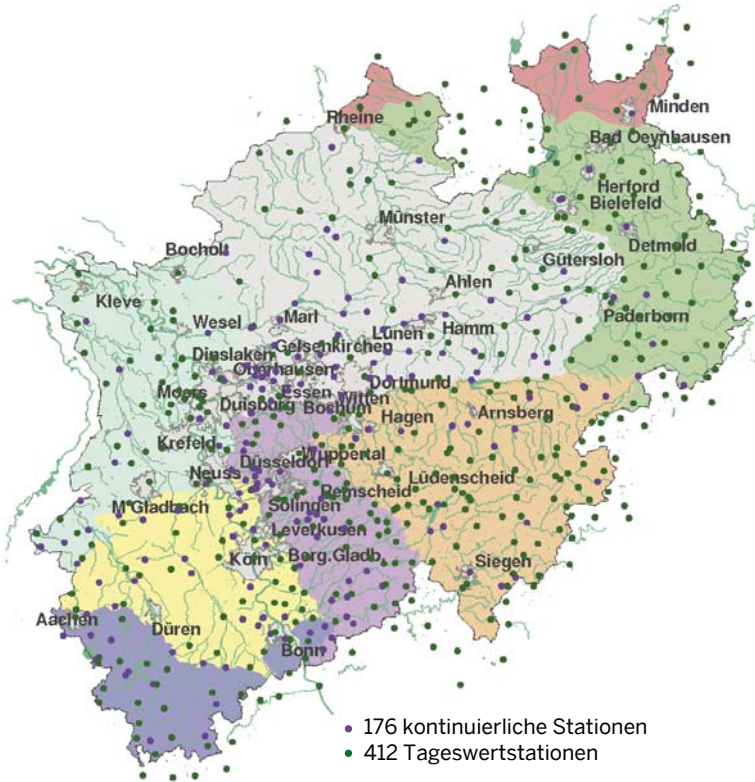 Minden
Rheine
Bad Oeynhausen
Herford
Bielefeld
Münster
Detmold
Bocholt
Gütersloh
Ahlen
Kleve
Paderborn
Wesel
Marl
Lünen
Hamm
Gelsenkirchen
Dinslaken
Oberhausen
Dortmund
Moers
Essen
Witten
Duisburg
Bochum
Hagen
Arnsberg
Krefeld
Wuppertal
Neuss
Düsseldorf
Lüdenscheid
Remscheid
M'Gladbach
Solingen
Leverkusen
Köln
Berg.Gladb.
Siegen
Aachen
Düren
Bonn
176 kontinuierliche Stationen
412 Tageswertstationen